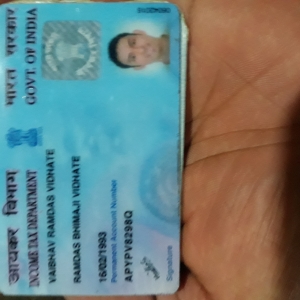 आयकर विभाग
INCOME TAX DEPARTMENT
भारत सरकार
GOVT. OF INDIA
VAIBHAV RAMDAS VIDHATE
RAMDAS BHIMAJI VIDHATE
16/02/1993
Permanent Account Number
APYPV8298Q
Signature